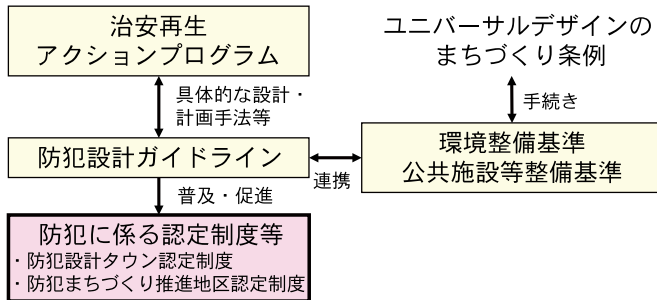 治安再生
アクションプログラム
ユニバーサルデザインの
まちづくり条例
具体的な設計・
計画手法等
手続き
防犯設計ガイドライン
連携
環境整備基準
公共施設等整備基準
普及・促進
防犯に係る認定制度等
・防犯設計タウン認定制度
・防犯まちづくり推進地区認定制度